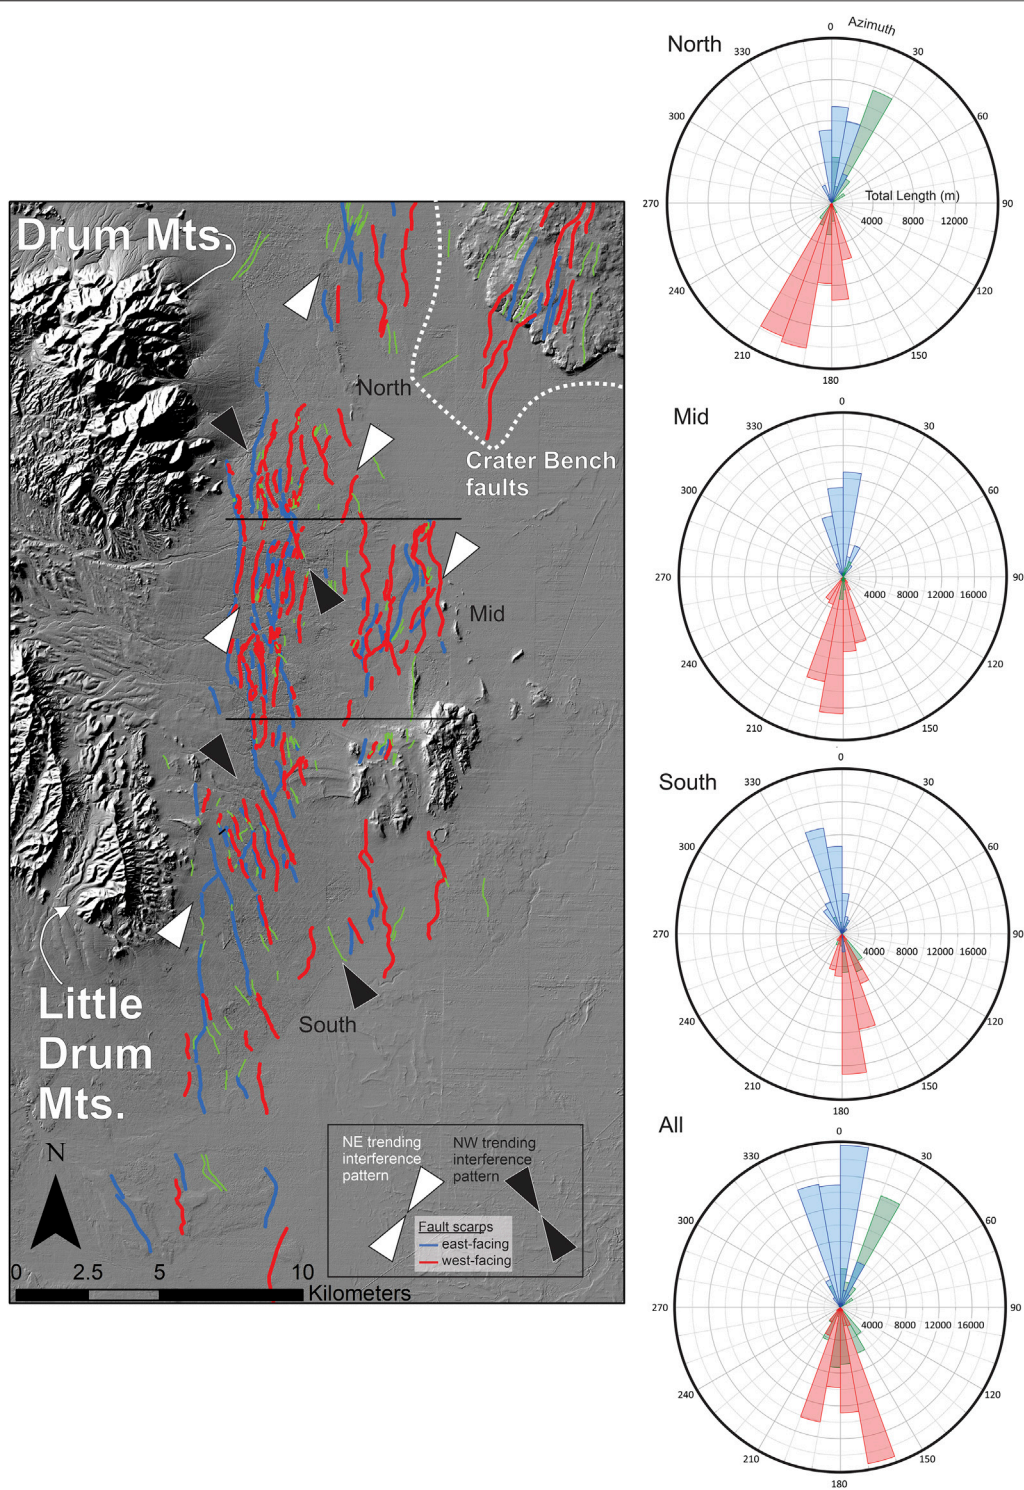 North
Azimuth
0
30
60
90
120
150
180
210
240
270
300
330
Total Length (m)
4000 8000 12000
Drum Mts.
North
Crater Bench
faults
Mid
South
Little
Drum
Mts.
N
0 2.5 5 10
Kilometers
NE trending
interference
pattern
NW trending
interference
pattern
Fault scarps
east-facing
west-facing
Mid
0
30
60
90
120
150
180
210
240
270
300
330
4000 8000 12000 16000
South
0
30
60
90
120
150
180
210
240
270
300
330
4000 8000 12000 16000
All
0
30
60
90
120
150
180
210
240
270
300
330
4000 8000 12000 16000